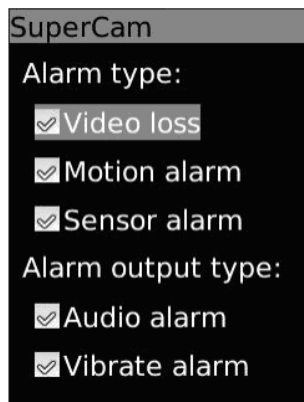 SuperCam
Alarm type:
Video loss
Motion alarm
Sensor alarm
Alarm output type:
Audio alarm
Vibrate alarm